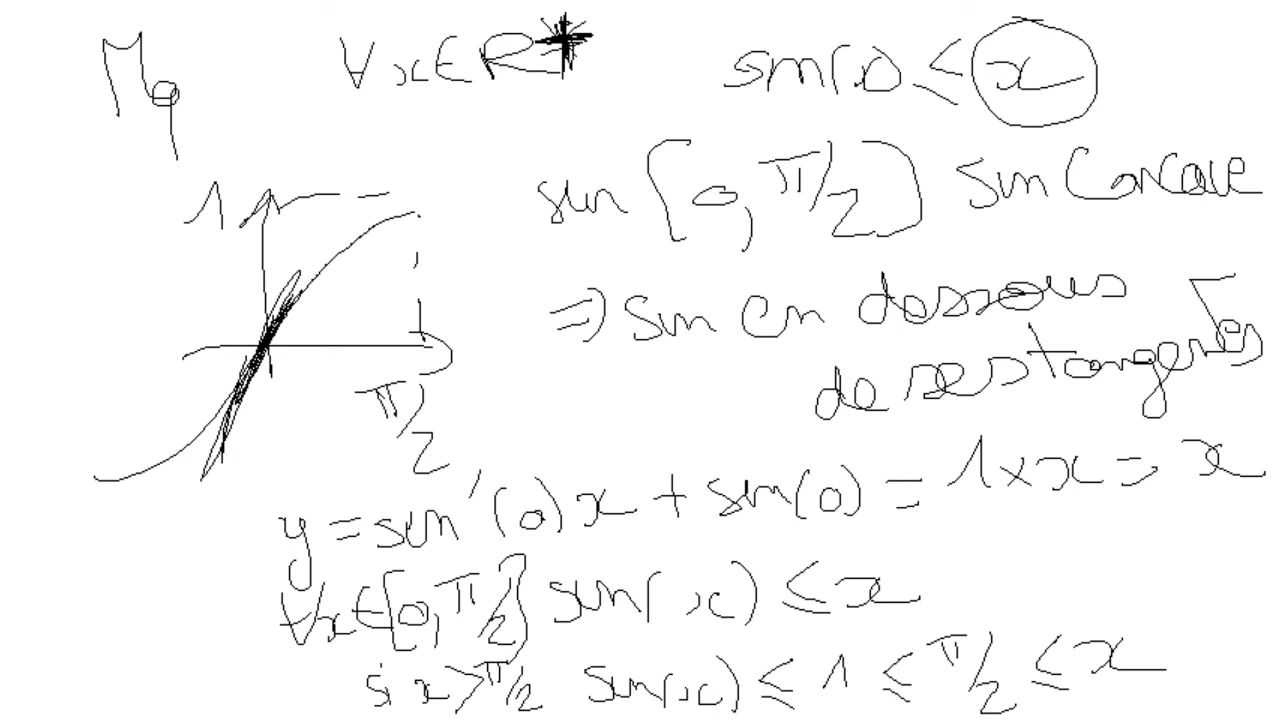 Mq ∀x∈R+ sin(x) ≤ x
sin [0, π/2] sin concave
1
⇒ sin en dessous
de ses tangentes
π/2
y = sin'(0)x + sin(0) = 1×x = x
∀x∈[0, π/2] sin(x) ≤ x
si x > π/2 sin(x) ≤ 1 ≤ π/2 ≤ x